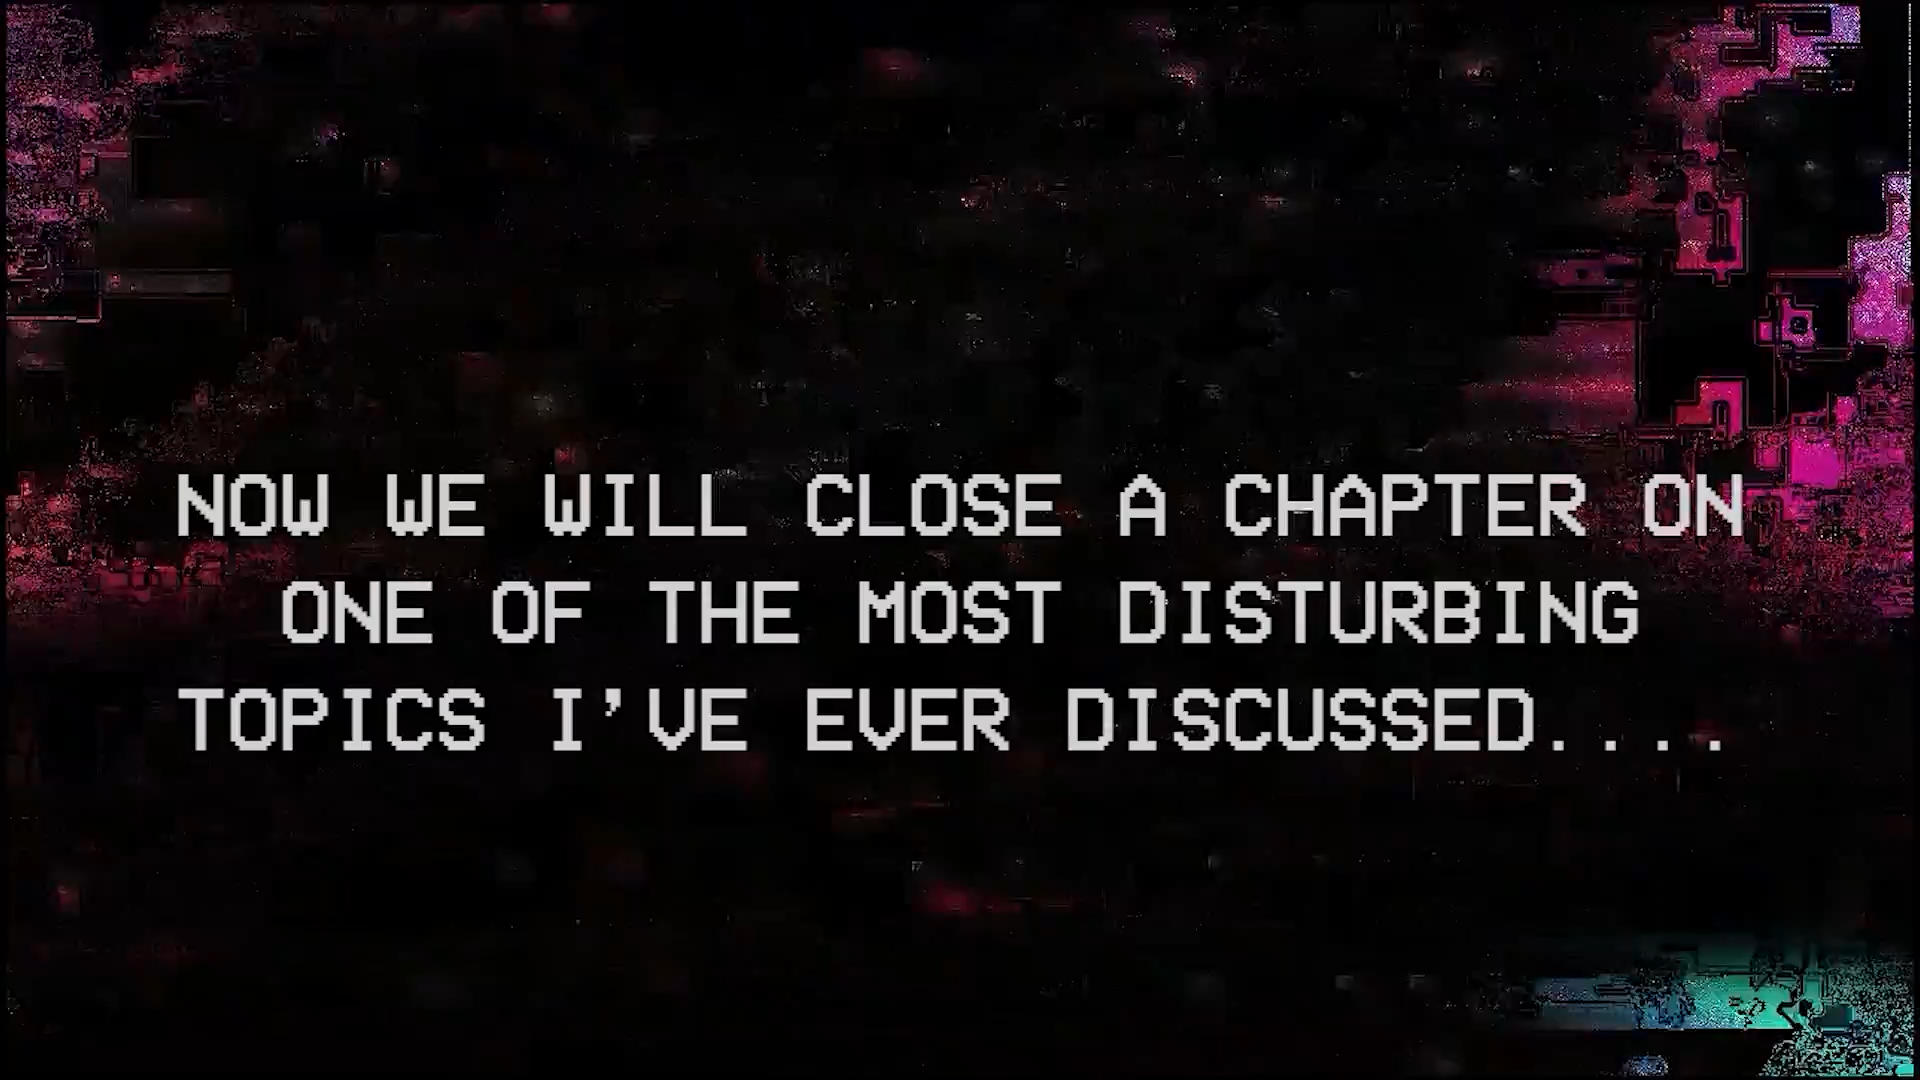 NOW WE WILL CLOSE A CHAPTER ON
ONE OF THE MOST DISTURBING
TOPICS I'VE EVER DISCUSSED....